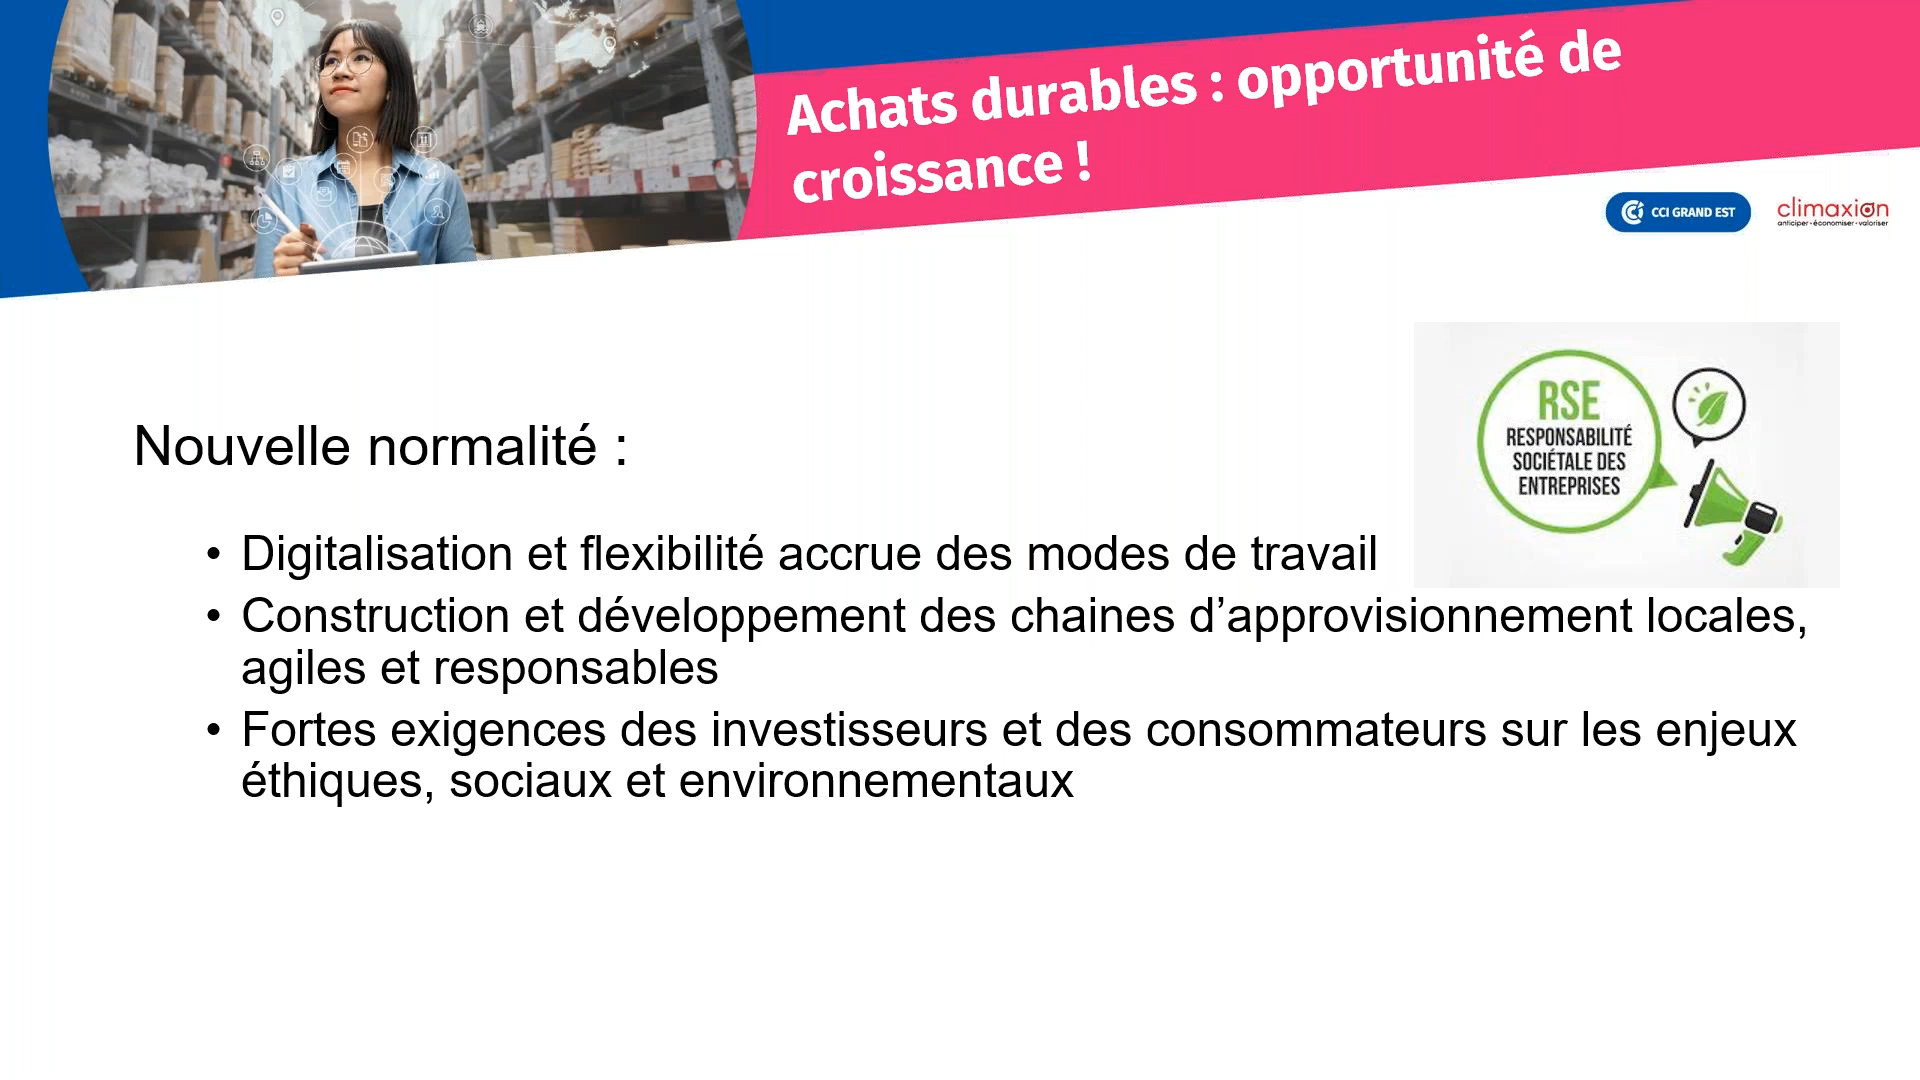 Achats durables : opportunité de
croissance !
CCI GRAND EST
climaxion
anticiper • économiser • valoriser
RSE
RESPONSABILITÉ
SOCIÉTALE DES
ENTREPRISES
Nouvelle normalité :
• Digitalisation et flexibilité accrue des modes de travail
• Construction et développement des chaines d’approvisionnement locales,
agiles et responsables
• Fortes exigences des investisseurs et des consommateurs sur les enjeux
éthiques, sociaux et environnementaux